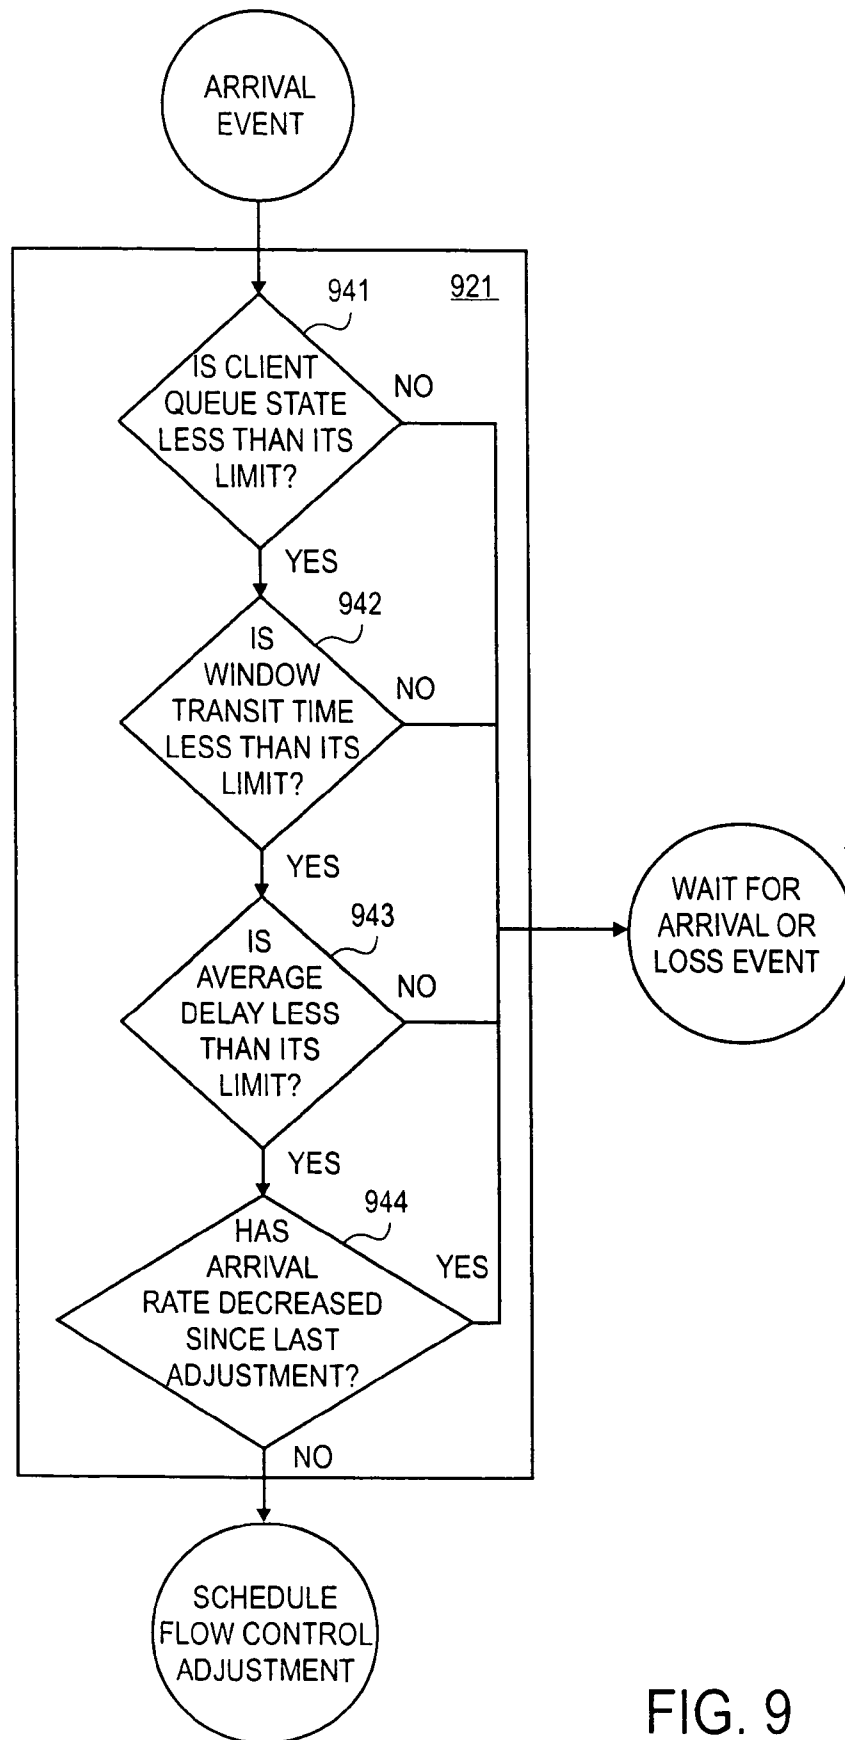 ARRIVAL
EVENT
921
941
IS CLIENT
QUEUE STATE
LESS THAN ITS
LIMIT?
NO
YES
942
IS
WINDOW
TRANSIT TIME
LESS THAN ITS
LIMIT?
NO
YES
943
IS
AVERAGE
DELAY LESS
THAN ITS
LIMIT?
NO
WAIT FOR
ARRIVAL OR
LOSS EVENT
YES
944
HAS
ARRIVAL
RATE DECREASED
SINCE LAST
ADJUSTMENT?
YES
NO
SCHEDULE
FLOW CONTROL
ADJUSTMENT
FIG. 9